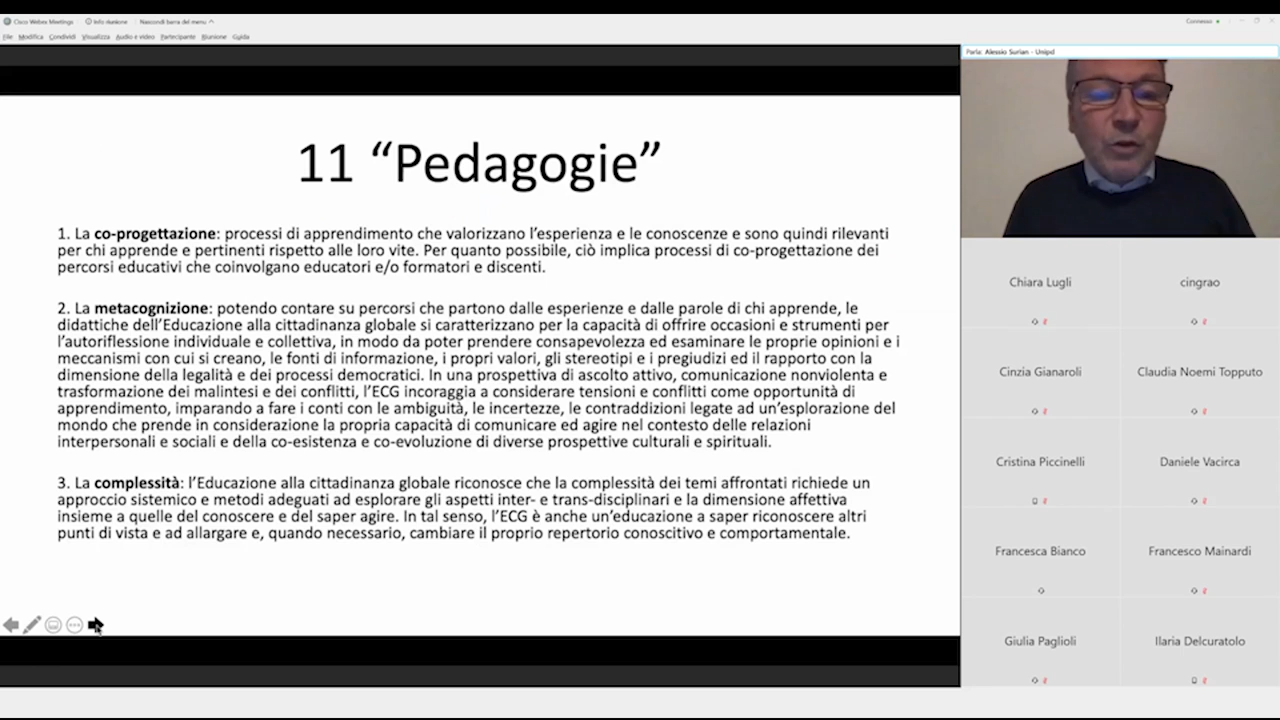 Cisco Webex Meetings
Info riunione
Nascondi barra del menu
Connesso
File Modifica Condividi Visualizza Audio e video Partecipante Riunione Guida
Parla: Alessio Surian - Unipd
11 “Pedagogie”
1. La co-progettazione: processi di apprendimento che valorizzano l’esperienza e le conoscenze e sono quindi rilevanti
per chi apprende e pertinenti rispetto alle loro vite. Per quanto possibile, ciò implica processi di co-progettazione dei
percorsi educativi che coinvolgano educatori e/o formatori e discenti.
2. La metacognizione: potendo contare su percorsi che partono dalle esperienze e dalle parole di chi apprende, le
didattiche dell’Educazione alla cittadinanza globale si caratterizzano per la capacità di offrire occasioni e strumenti per
l’autoriflessione individuale e collettiva, in modo da poter prendere consapevolezza ed esaminare le proprie opinioni e i
meccanismi con cui si creano, le fonti di informazione, i propri valori, gli stereotipi e i pregiudizi ed il rapporto con la
dimensione della legalità e dei processi democratici. In una prospettiva di ascolto attivo, comunicazione nonviolenta e
trasformazione dei malintesi e dei conflitti, l’ECG incoraggia a considerare tensioni e conflitti come opportunità di
apprendimento, imparando a fare i conti con le ambiguità, le incertezze, le contraddizioni legate ad un’esplorazione del
mondo che prende in considerazione la propria capacità di comunicare ed agire nel contesto delle relazioni
interpersonali e sociali e della co-esistenza e co-evoluzione di diverse prospettive culturali e spirituali.
3. La complessità: l’Educazione alla cittadinanza globale riconosce che la complessità dei temi affrontati richiede un
approccio sistemico e metodi adeguati ad esplorare gli aspetti inter- e trans-disciplinari e la dimensione affettiva
insieme a quelle del conoscere e del saper agire. In tal senso, l’ECG è anche un’educazione a saper riconoscere altri
punti di vista e ad allargare e, quando necessario, cambiare il proprio repertorio conoscitivo e comportamentale.
Chiara Lugli
cingrao
Cinzia Gianaroli
Claudia Noemi Topputo
Cristina Piccinelli
Daniele Vacirca
Francesca Bianco
Francesco Mainardi
Giulia Paglioli
Ilaria Delcuratolo